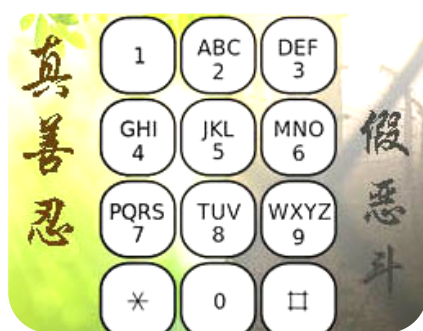 真善忍
1
ABC
2
DEF
3
GHI
4
JKL
5
MNO
6
PQRS
7
TUV
8
WXYZ
9
*
0
#
假恶斗